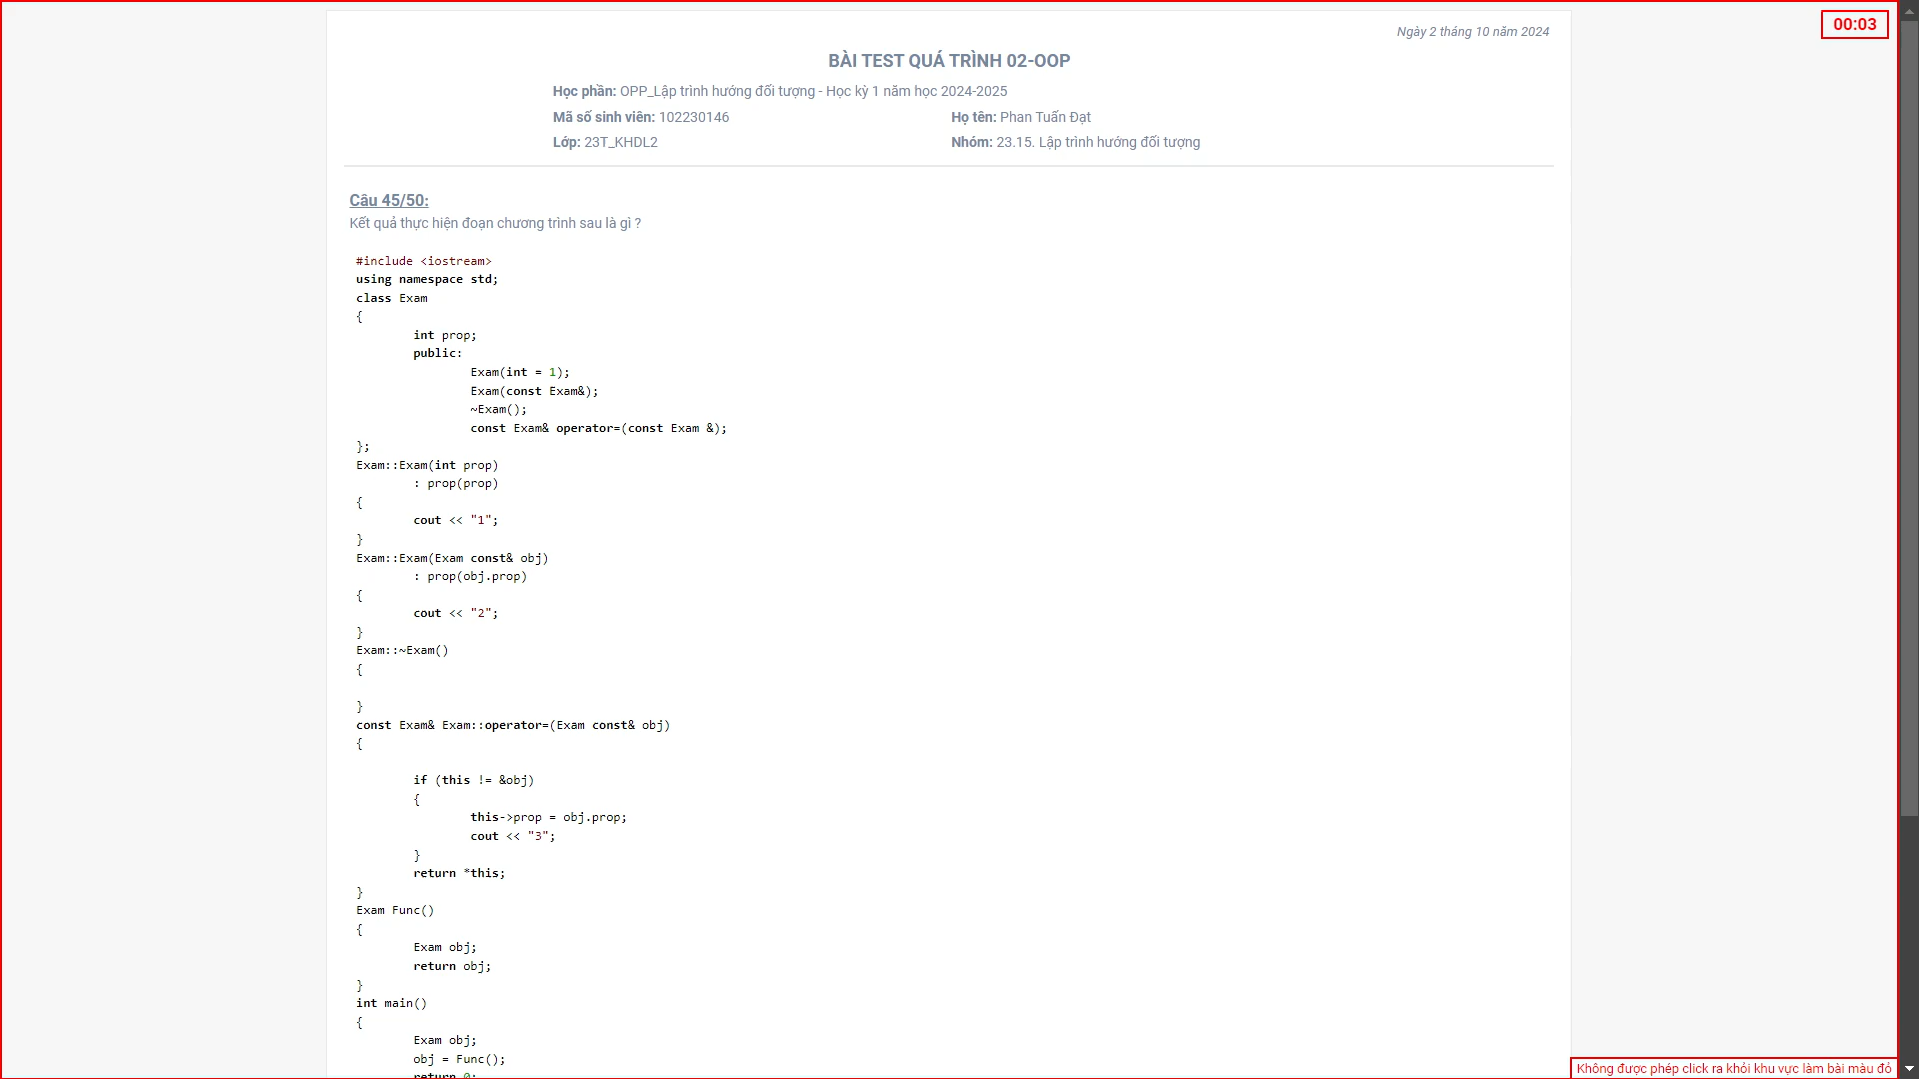 00:03
Ngày 2 tháng 10 năm 2024
BÀI TEST QUÁ TRÌNH 02-OOP
Học phần: OPP_Lập trình hướng đối tượng - Học kỳ 1 năm học 2024-2025
Mã số sinh viên: 102230146 Họ tên: Phan Tuấn Đạt
Lớp: 23T_KHDL2 Nhóm: 23.15. Lập trình hướng đối tượng
Câu 45/50:
Kết quả thực hiện đoạn chương trình sau là gì ?
#include <iostream>
using namespace std;
class Exam
{
int prop;
public:
Exam(int = 1);
Exam(const Exam&);
~Exam();
const Exam& operator=(const Exam &);
};
Exam::Exam(int prop)
: prop(prop)
{
cout << "1";
}
Exam::Exam(Exam const& obj)
: prop(obj.prop)
{
cout << "2";
}
Exam::~Exam()
{
}
const Exam& Exam::operator=(Exam const& obj)
{
if (this != &obj)
{
this->prop = obj.prop;
cout << "3";
}
return *this;
}
Exam Func()
{
Exam obj;
return obj;
}
int main()
{
Exam obj;
obj = Func();
return 0;
Không được phép click ra khỏi khu vực làm bài màu đỏ